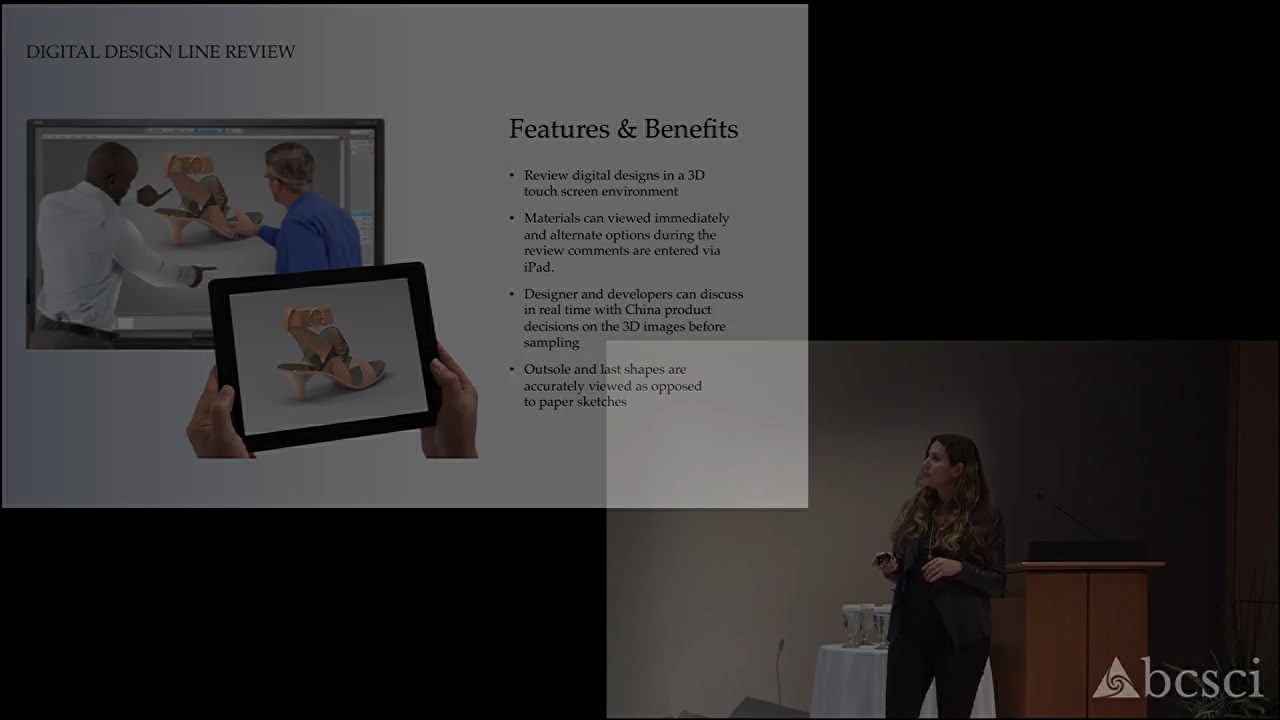 DIGITAL DESIGN LINE REVIEW
Features & Benefits
• Review digital designs in a 3D
touch screen environment
• Materials can viewed immediately
and alternate options during the
review comments are entered via
iPad.
• Designer and developers can discuss
in real time with China product
decisions on the 3D images before
sampling
• Outsole and last shapes are
accurately viewed as opposed
to paper sketches
bcsci